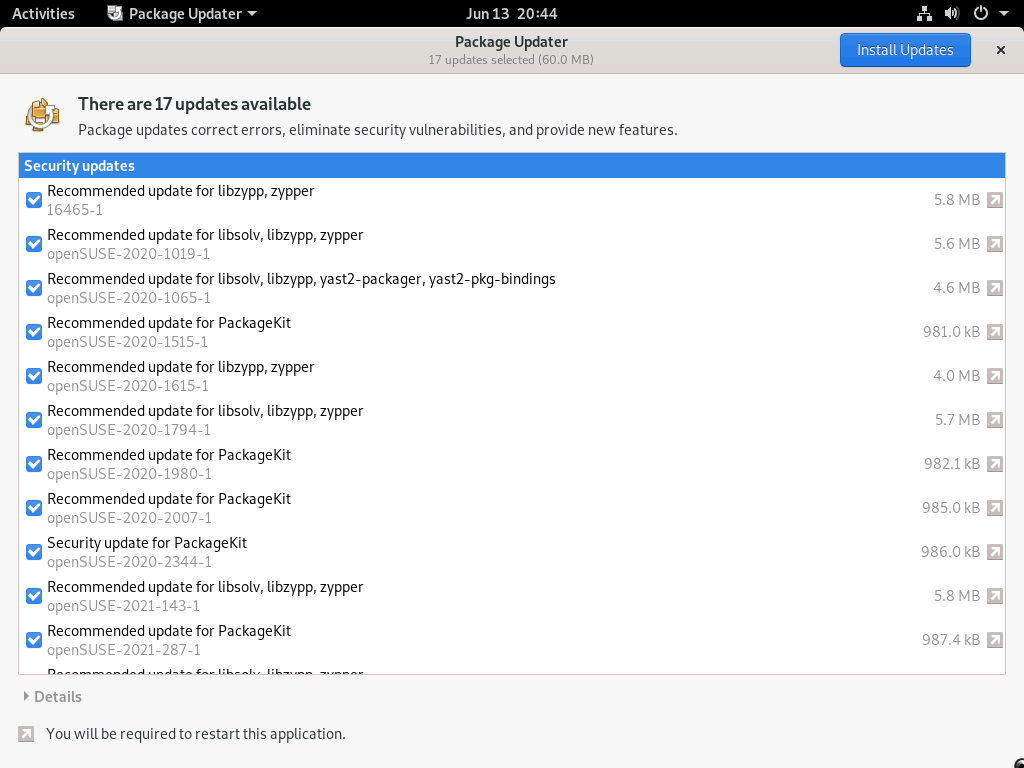 Activities
Package Updater
Jun 13 20:44
Package Updater
17 updates selected (60.0 MB)
Install Updates
There are 17 updates available
Package updates correct errors, eliminate security vulnerabilities, and provide new features.
Security updates
Recommended update for libzypp, zypper
16465-1
5.8 MB
Recommended update for libsolv, libzypp, zypper
openSUSE-2020-1019-1
5.6 MB
Recommended update for libsolv, libzypp, yast2-packager, yast2-pkg-bindings
openSUSE-2020-1065-1
4.6 MB
Recommended update for PackageKit
openSUSE-2020-1515-1
981.0 kB
Recommended update for libzypp, zypper
openSUSE-2020-1615-1
4.0 MB
Recommended update for libsolv, libzypp, zypper
openSUSE-2020-1794-1
5.7 MB
Recommended update for PackageKit
openSUSE-2020-1980-1
982.1 kB
Recommended update for PackageKit
openSUSE-2020-2007-1
985.0 kB
Security update for PackageKit
openSUSE-2020-2344-1
986.0 kB
Recommended update for libsolv, libzypp, zypper
openSUSE-2021-143-1
5.8 MB
Recommended update for PackageKit
openSUSE-2021-287-1
987.4 kB
Recommended update for libsolv, libzypp, zypper
Details
You will be required to restart this application.